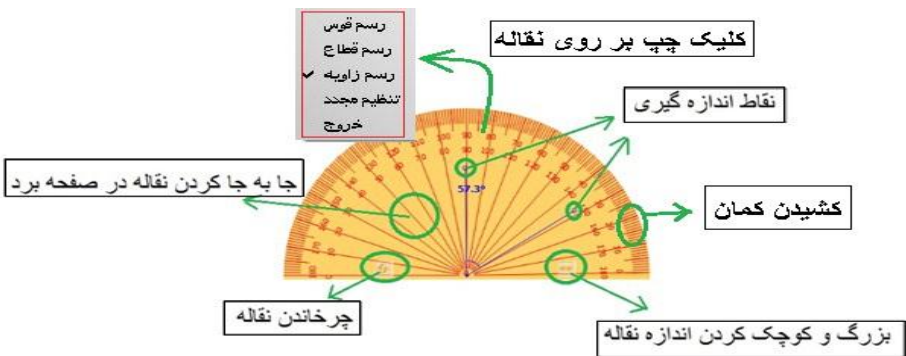 رسم قوس
رسم قطاع
رسم زاویه
تنظیم مجدد
خروج
کلیک چپ بر روی نقاله
نقاط اندازه گیری
جا به جا کردن نقاله در صفحه برد
57.3°
کشیدن کمان
چرخاندن نقاله
بزرگ و کوچک کردن اندازه نقاله